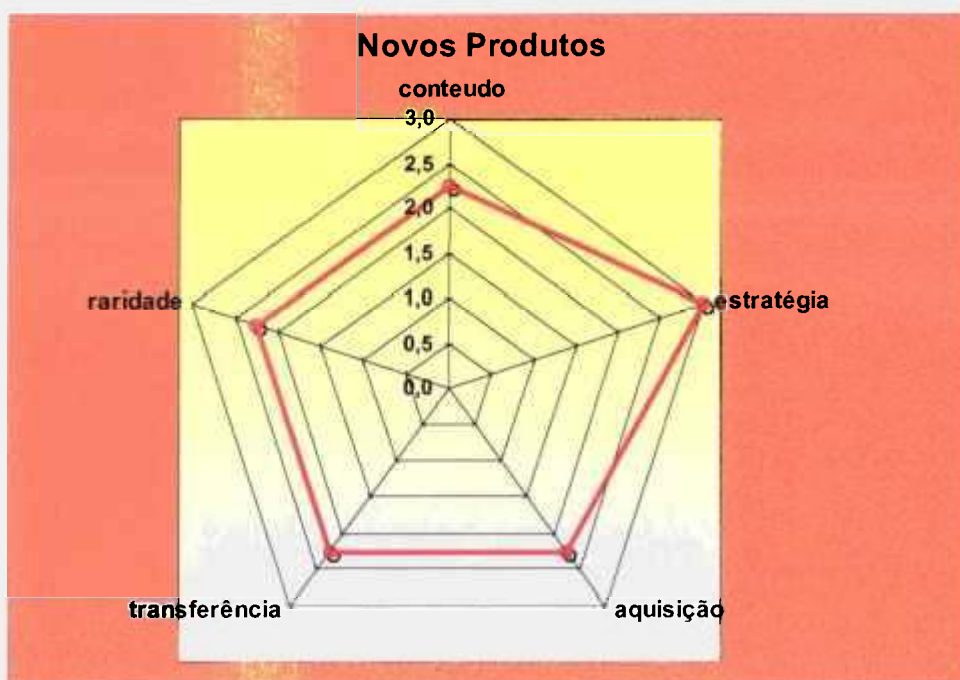 Novos Produtos
conteudo
3,0
2,5
2,0
1,5
1,0
0,5
0,0
raridade
estratégia
transferência
aquisição